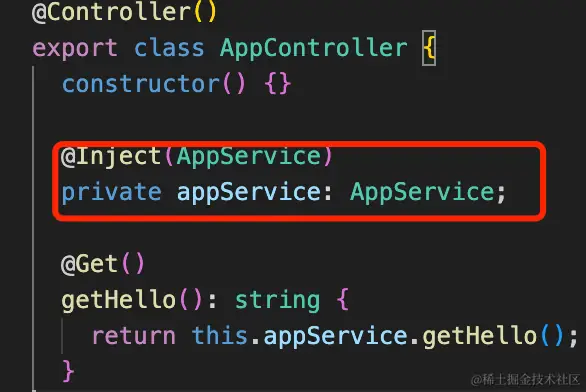 @Controller()
export class AppController {
constructor() {}
@Inject(AppService)
private appService: AppService;
@Get()
getHello(): string {
return this.appService.getHello();
}
@稀土掘金技术社区